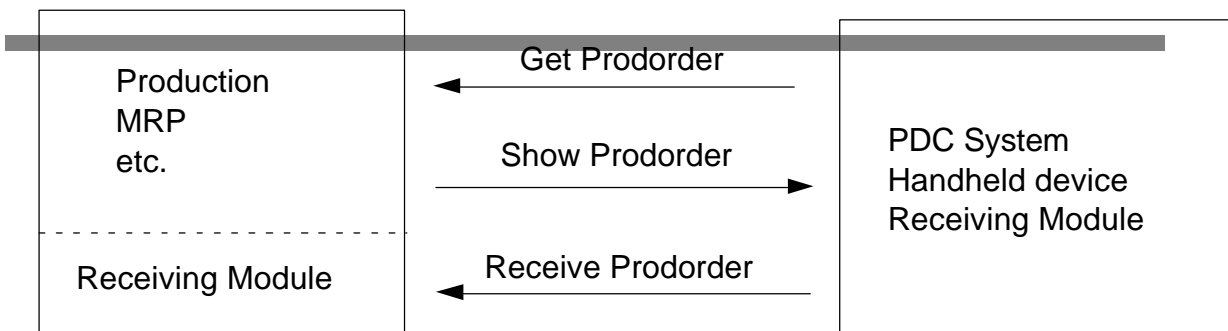 Production
MRP
etc.
Receiving Module
Get Prodorder
Show Prodorder
Receive Prodorder
PDC System
Handheld device
Receiving Module